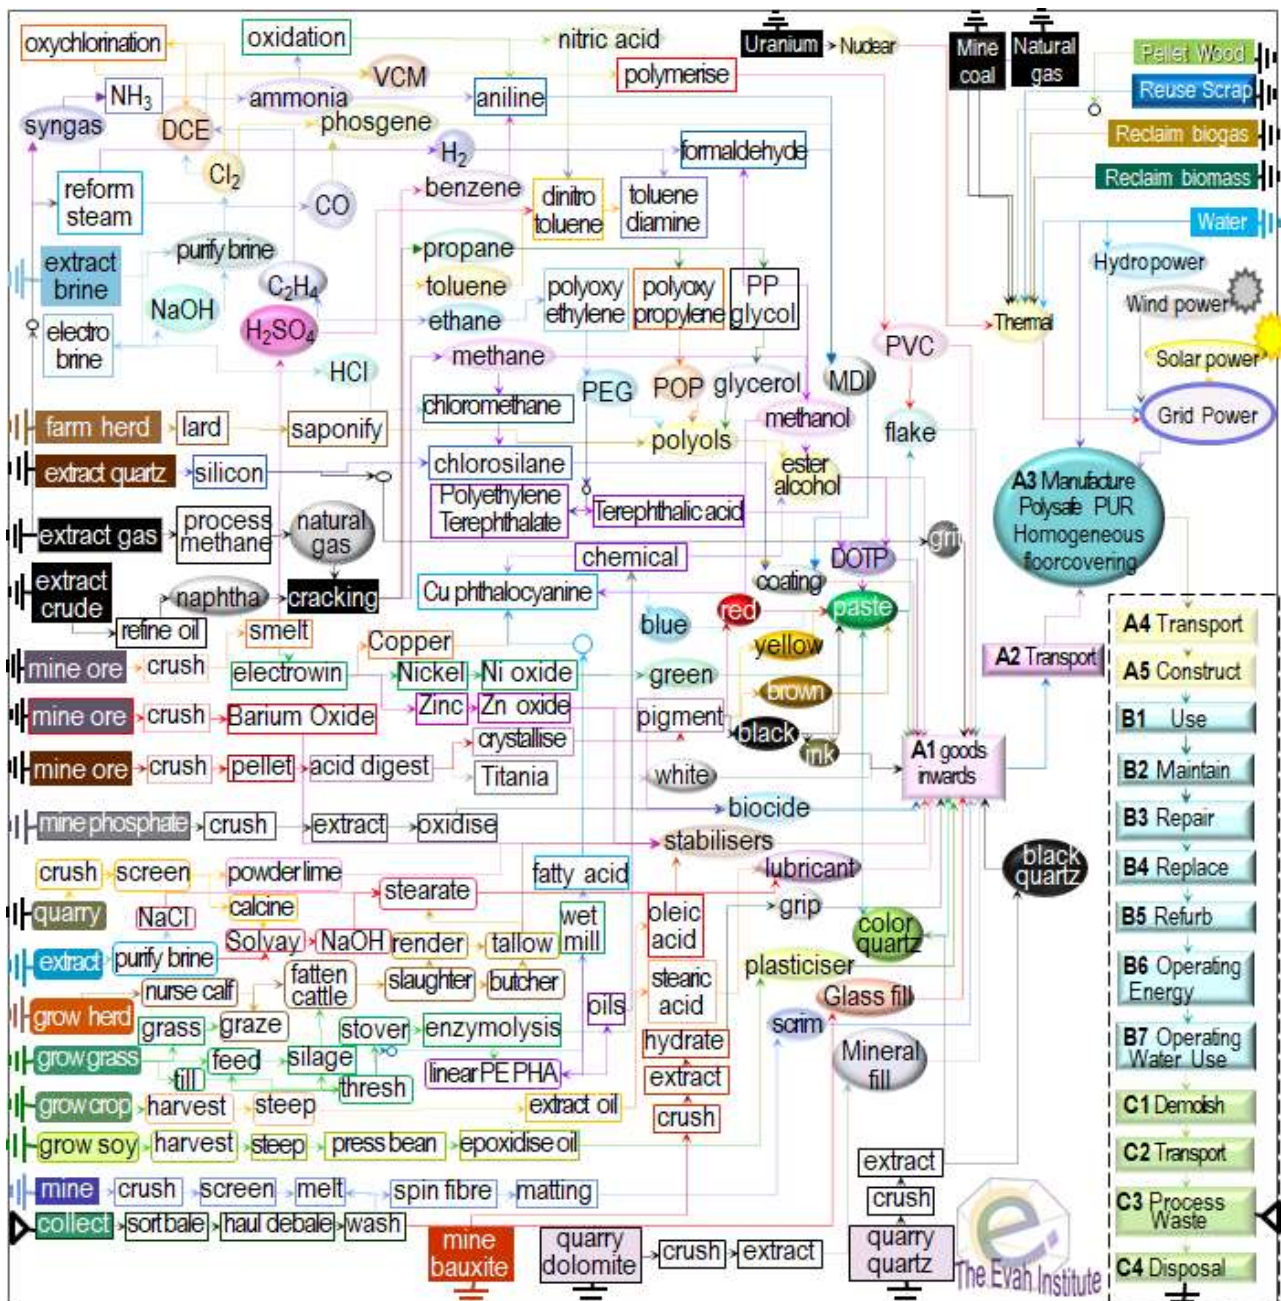 oxychlorination
oxidation
nitric acid
Uranium
Nuclear
Mine
coal
Natural
gas
Pellet Wood
VCM
polymerise
NH3
ammonia
aniline
Reuse Scrap
syngas
DCE
phosgene
Reclaim biogas
Cl2
H2
formaldehyde
reform
steam
CO
benzene
dinitro
toluene
toluene
diamine
Reclaim biomass
Water
purify brine
propane
extract
brine
C2H4
toluene
polyoxy
ethylene
polyoxy
propylene
PP
glycol
Hydropower
Wind power
NaOH
electro
brine
H2SO4
ethane
Thermal
methane
PVC
Solar power
HCl
PEG
POP
glycerol
MDI
chloromethane
methanol
Grid Power
farm herd
lard
saponify
polyols
flake
extract quartz
silicon
chlorosilane
ester
alcohol
A3 Manufacture
Polysafe PUR
Homogeneous
floorcovering
Polyethylene
Terephthalate
Terephthalic acid
extract gas
process
methane
natural
gas
grit
chemical
DOTP
extract
crude
naphtha
cracking
Cu phthalocyanine
coating
refine oil
smelt
Copper
blue
red
paste
A4 Transport
yellow
mine ore
crush
electrowin
Nickel
Ni oxide
green
A2 Transport
A5 Construct
brown
mine ore
crush
Barium Oxide
Zinc
Zn oxide
pigment
black
ink
B1 Use
crystallise
A1 goods
inwards
mine ore
crush
pellet
acid digest
Titania
white
B2 Maintain
biocide
mine phosphate
crush
extract
oxidise
B3 Repair
stabilisers
crush
screen
powder lime
fatty acid
lubricant
black
quartz
B4 Replace
stearate
quarry
NaCl
calcine
wet
mill
oleic
acid
grip
color
quartz
B5 Refurb
Solvay
NaOH
render
tallow
extract
purify brine
plasticiser
B6 Operating
Energy
nurse calf
fatten
cattle
slaughter
butcher
stearic
acid
Glass fill
grow herd
grass
graze
stover
enzymolysis
oils
scrim
B7 Operating
Water Use
grow grass
feed
silage
hydrate
Mineral
fill
till
thresh
linear PE PHA
extract
grow crop
harvest
steep
extract oil
crush
C1 Demolish
grow soy
harvest
steep
press bean
epoxidise oil
C2 Transport
extract
mine
crush
screen
melt
spin fibre
matting
crush
C3 Process
Waste
collect
sort bale
haul debale
wash
mine
bauxite
quarry
dolomite
crush
extract
quarry
quartz
e
The Evah Institute
C4 Disposal